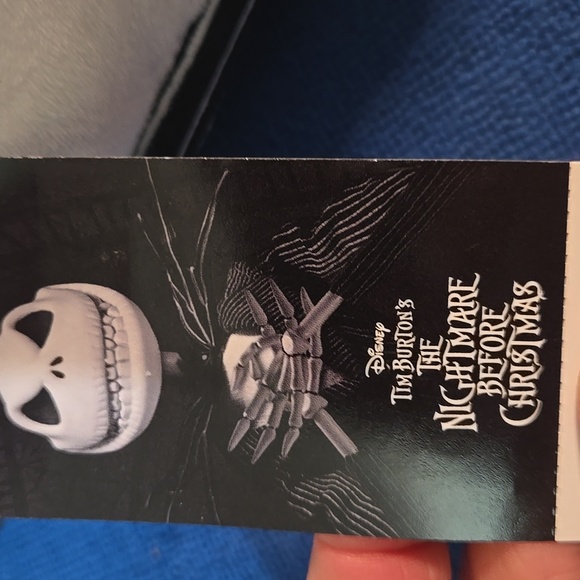 Disney
Tim Burton's
THE
NIGHTMARE
BEFORE
CHRISTMAS